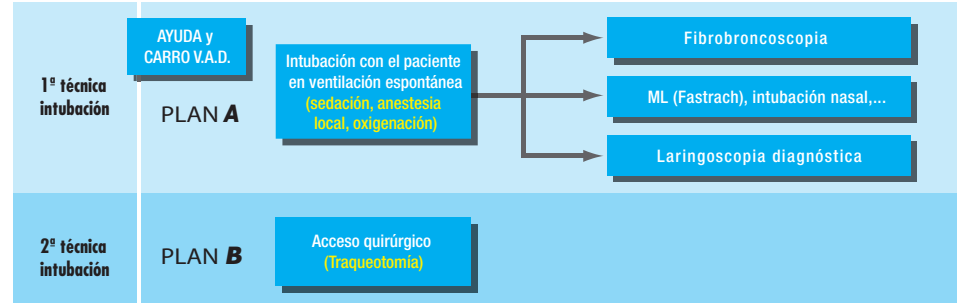 1ª técnica
intubación
AYUDA y
CARRO V.A.D.
PLAN A
Intubación con el paciente
en ventilación espontánea
(sedación, anestesia
local, oxigenación)
Fibrobroncoscopia
ML (Fastrach), intubación nasal,...
Laringoscopia diagnóstica
2ª técnica
intubación
PLAN B
Acceso quirúrgico
(Traqueotomía)